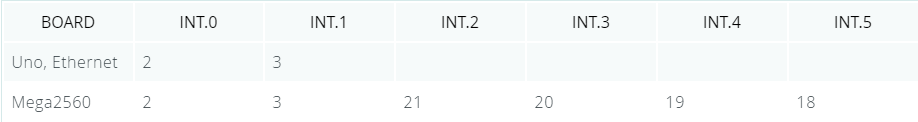 BOARD INT.0 INT.1 INT.2 INT.3 INT.4 INT.5
Uno, Ethernet 2 3
Mega2560 2 3 21 20 19 18